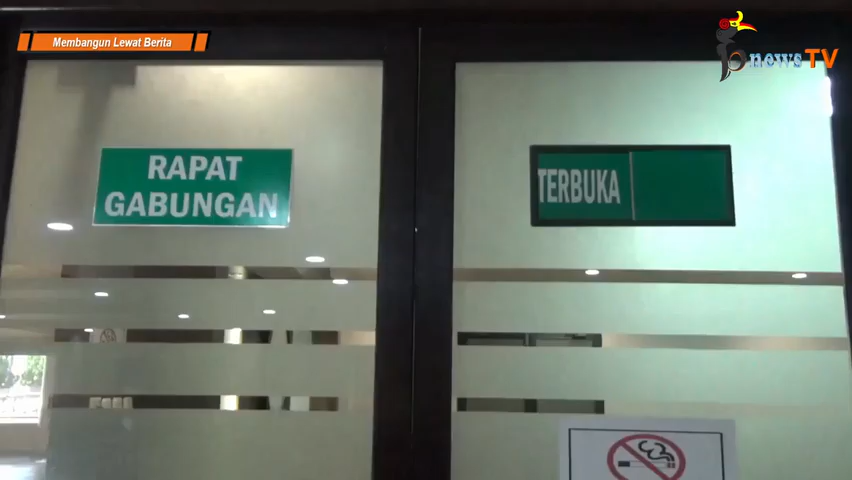 Membangun Lewat Berita
newsTV
RAPAT
GABUNGAN
TERBUKA